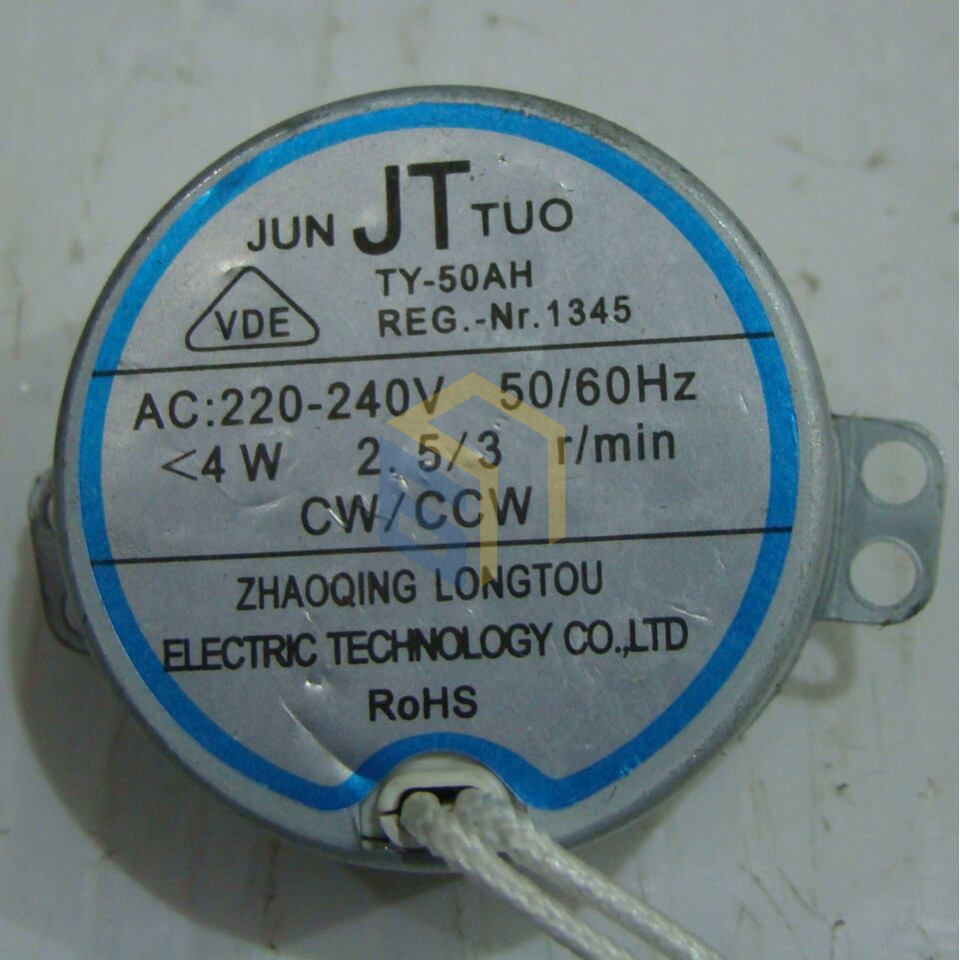 JUN JT TUO
TY-50AH
VDE
REG.-Nr.1345
AC:220-240V 50/60Hz
<4W 2.5/3 r/min
CW/CCW
ZHAOQING LONGTOU
ELECTRIC TECHNOLOGY CO.,LTD
RoHS